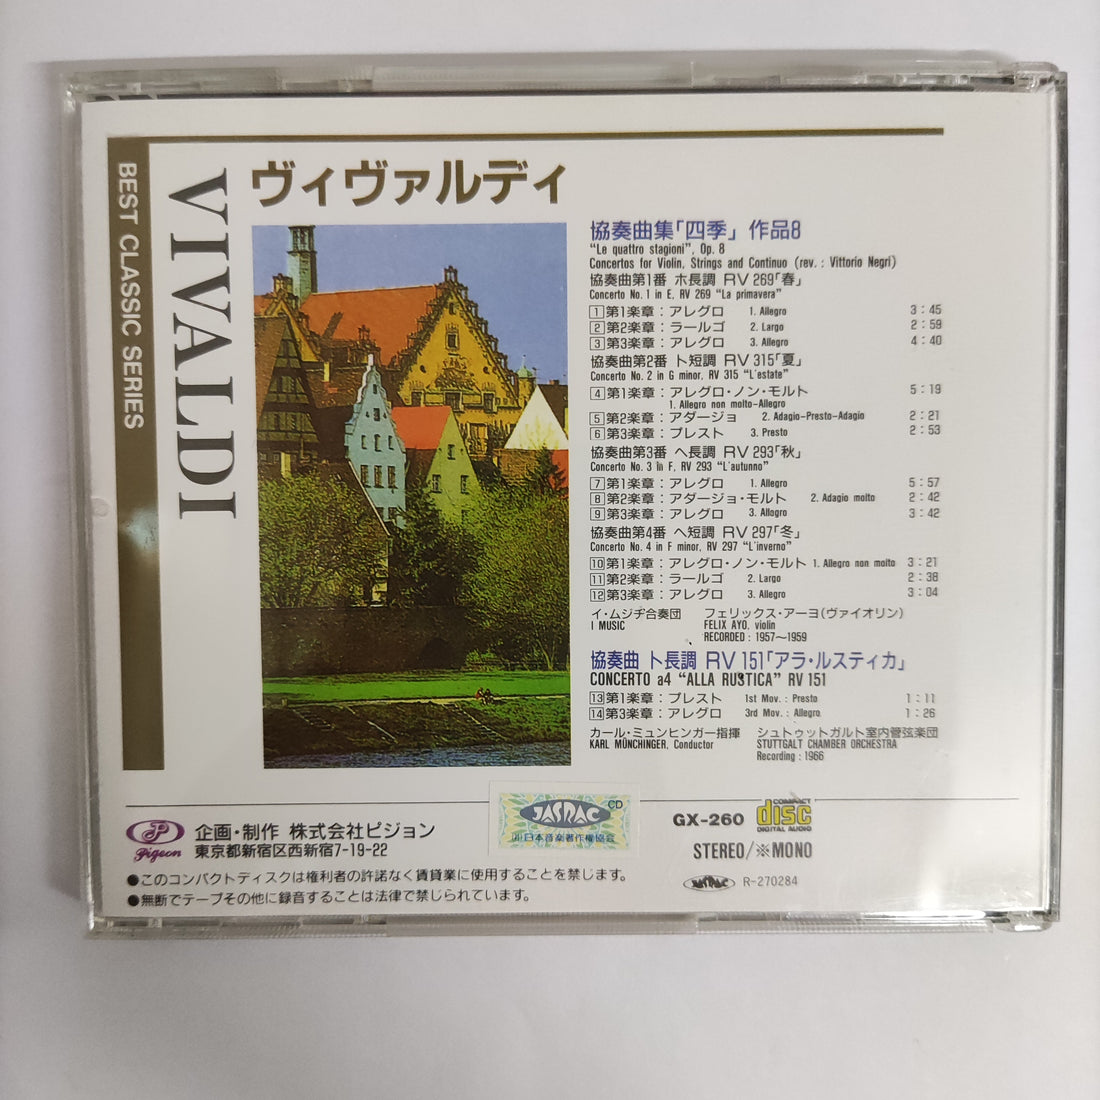 BEST CLASSIC SERIES
VIVALDI
ヴィヴァルディ
協奏曲集「四季」 作品8
"Le quattro stagioni", Op. 8
Concertos for Violin, Strings and Continuo (rev. : Vittorio Negri)
協奏曲第1番 ホ長調 RV 269「春」
Concerto No. 1 in E, RV 269 "La primavera"
1 第1楽章：アレグロ 1. Allegro 3：45
2 第2楽章：ラールゴ 2. Largo 2：59
3 第3楽章：アレグロ 3. Allegro 4：40
協奏曲第2番 ト短調 RV 315「夏」
Concerto No. 2 in G minor, RV 315 "L'estate"
4 第1楽章：アレグロ・ノン・モルト 5：19
1. Allegro non molto-Allegro
5 第2楽章：アダージョ 2. Adagio-Presto-Adagio 2：21
6 第3楽章：プレスト 3. Presto 2：53
協奏曲第3番 ヘ長調 RV 293「秋」
Concerto No. 3 in F, RV 293 "L'autunno"
7 第1楽章：アレグロ 1. Allegro 5：57
8 第2楽章：アダージョ・モルト 2. Adagio molto 2：42
9 第3楽章：アレグロ 3. Allegro 3：42
協奏曲第4番 ヘ短調 RV 297「冬」
Concerto No. 4 in F minor, RV 297 "L'inverno"
10 第1楽章：アレグロ・ノン・モルト 1. Allegro non molto 3：21
11 第2楽章：ラールゴ 2. Largo 2：38
12 第3楽章：アレグロ 3. Allegro 3：04
イ・ムジチ合奏団 フェリックス・アーヨ(ヴァイオリン)
I MUSIC FELIX AYO, violin
RECORDED : 1957〜1959
協奏曲 ト長調 RV 151「アラ・ルスティカ」
CONCERTO a4 "ALLA RUSTICA" RV 151
13 第1楽章：プレスト 1st Mov. : Presto 1：11
14 第3楽章：アレグロ 3rd Mov. : Allegro 1：26
カール・ミュンヒンガー指揮 シュトゥットガルト室内管弦楽団
KARL MÜNCHINGER, Conductor STUTTGALT CHAMBER ORCHESTRA
Recording : 1966
Pigeon
企画・制作 株式会社ピジョン
東京都新宿区西新宿7-19-22
JASRAC CD
(社)日本音楽著作権協会
GX-260
COMPACT disc DIGITAL AUDIO
STEREO/※MONO
JASRAC R-270284
●このコンパクトディスクは権利者の許諾なく賃貸業に使用することを禁じます。
●無断でテープその他に録音することは法律で禁じられています。